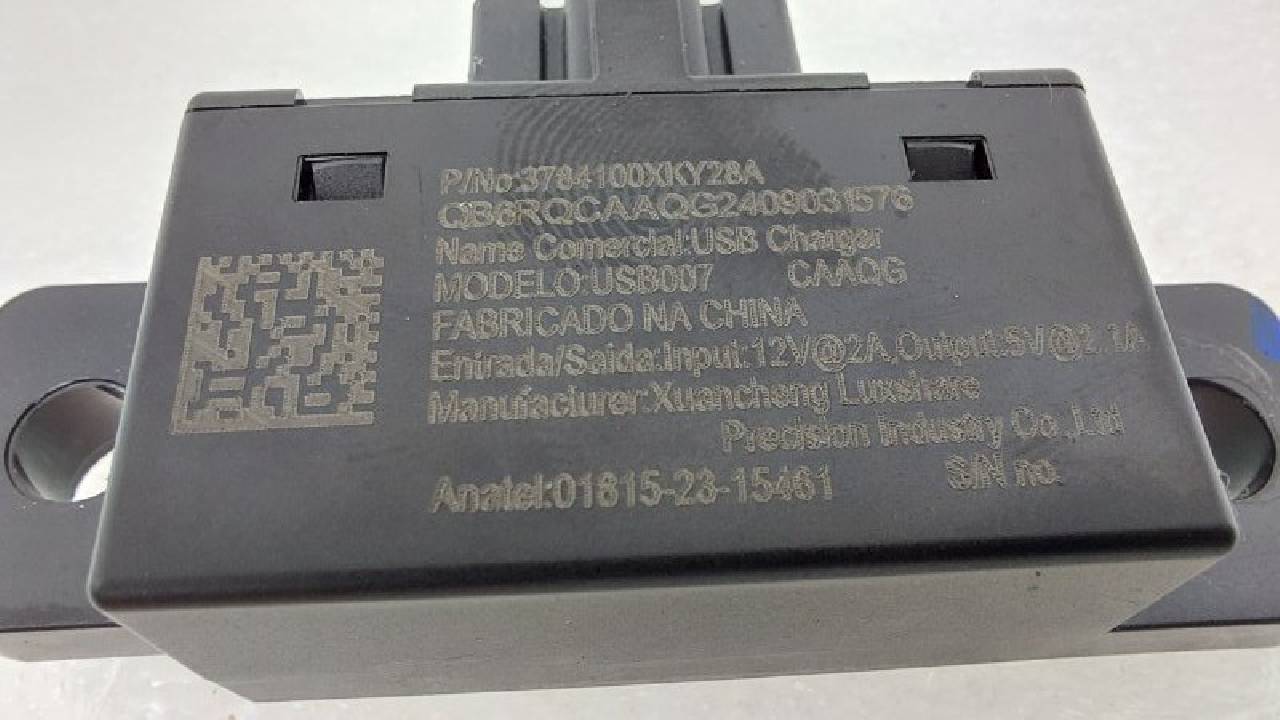 P/No:3784100XKY28A
QB6RQCAAQG2409031576
Name Comercial:USB Charger
MODELO:USB007 CAAQG
FABRICADO NA CHINA
Entrada/Saida:Input:12V@2A,Output:5V@2.1A
Manufacturer:Xuancheng Luxshare
Precision Industry Co.,Ltd
Anatel:01815-23-15461 S/N no.